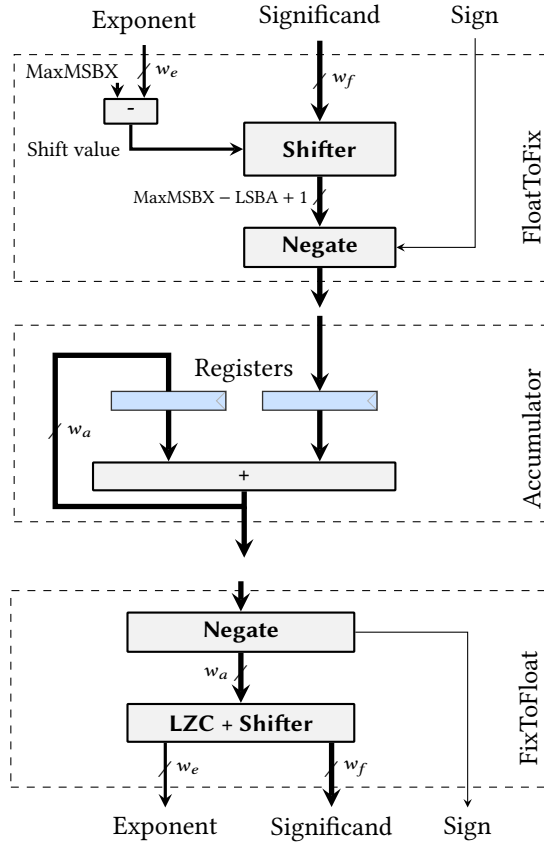 Exponent Significand Sign
MaxMSBX w_e w_f
-
Shift value
Shifter
MaxMSBX − LSBA + 1
Negate
FloatToFix
Registers
w_a
+
Accumulator
Negate
w_a
LZC + Shifter
w_e w_f
FixToFloat
Exponent Significand Sign